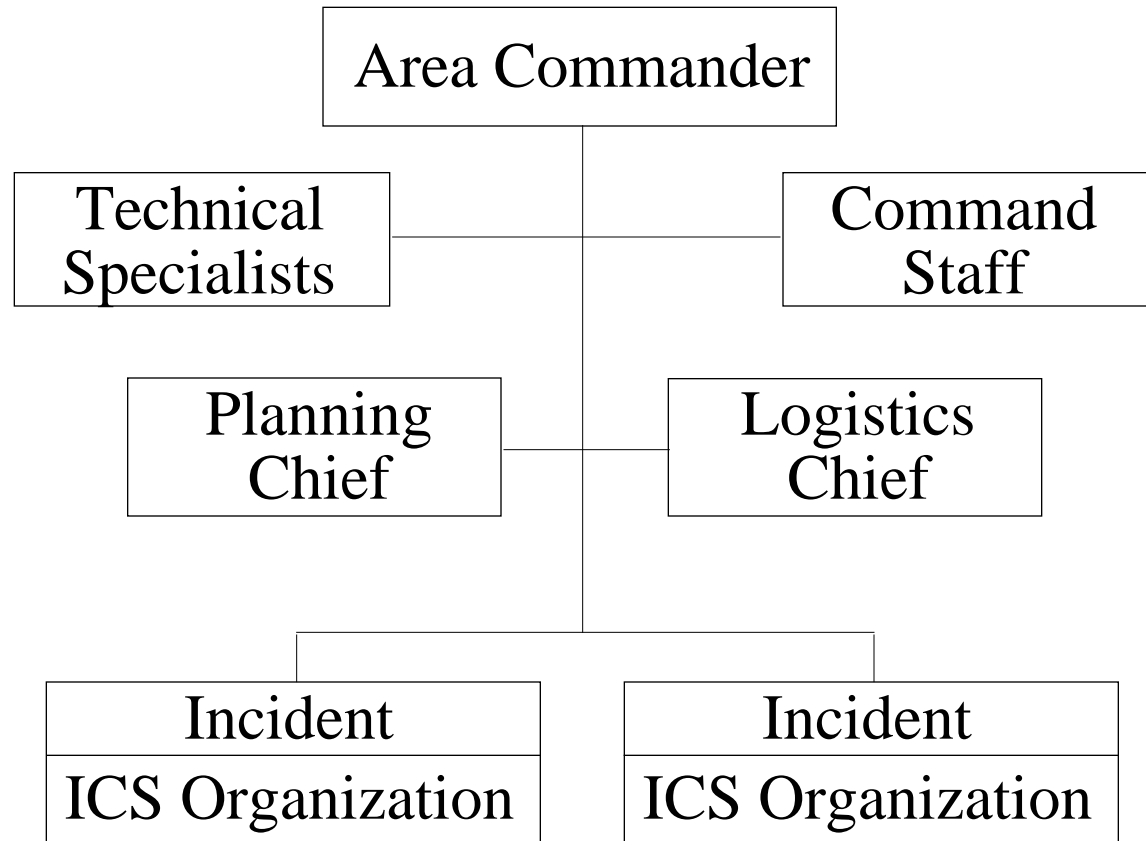 Area Commander
Technical
Specialists
Command
Staff
Planning
Chief
Logistics
Chief
Incident
ICS Organization
Incident
ICS Organization